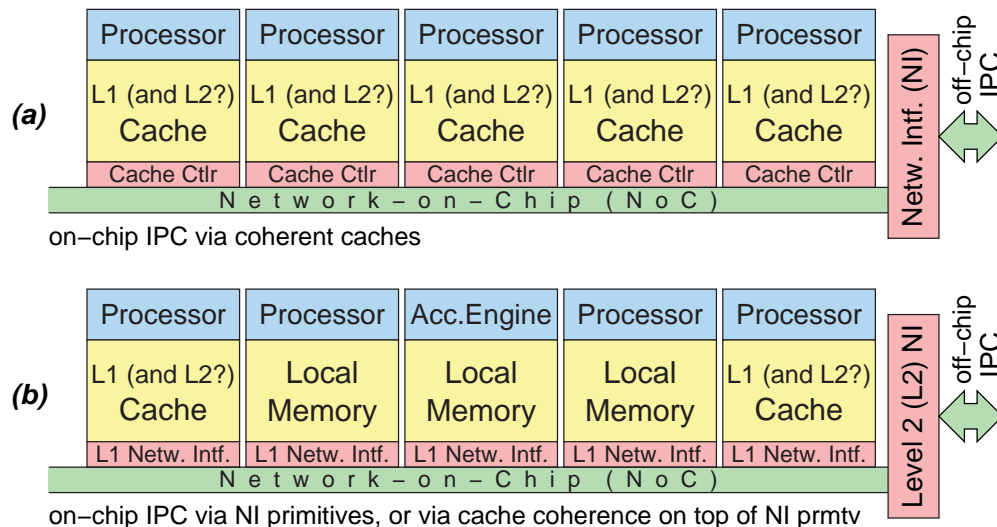 Processor Processor Processor Processor Processor
L1 (and L2?) L1 (and L2?) L1 (and L2?) L1 (and L2?) L1 (and L2?)
Cache Cache Cache Cache Cache
Cache Ctlr Cache Ctlr Cache Ctlr Cache Ctlr Cache Ctlr
(a)
Network−on−Chip (NoC)
Netw. Intf. (NI)
off−chip
IPC
on−chip IPC via coherent caches
Processor Processor Acc.Engine Processor Processor
L1 (and L2?) Local Local Local L1 (and L2?)
Cache Memory Memory Memory Cache
L1 Netw. Intf. L1 Netw. Intf. L1 Netw. Intf. L1 Netw. Intf. L1 Netw. Intf.
(b)
Network−on−Chip (NoC)
Level 2 (L2) NI
off−chip
IPC
on−chip IPC via NI primitives, or via cache coherence on top of NI prmtv